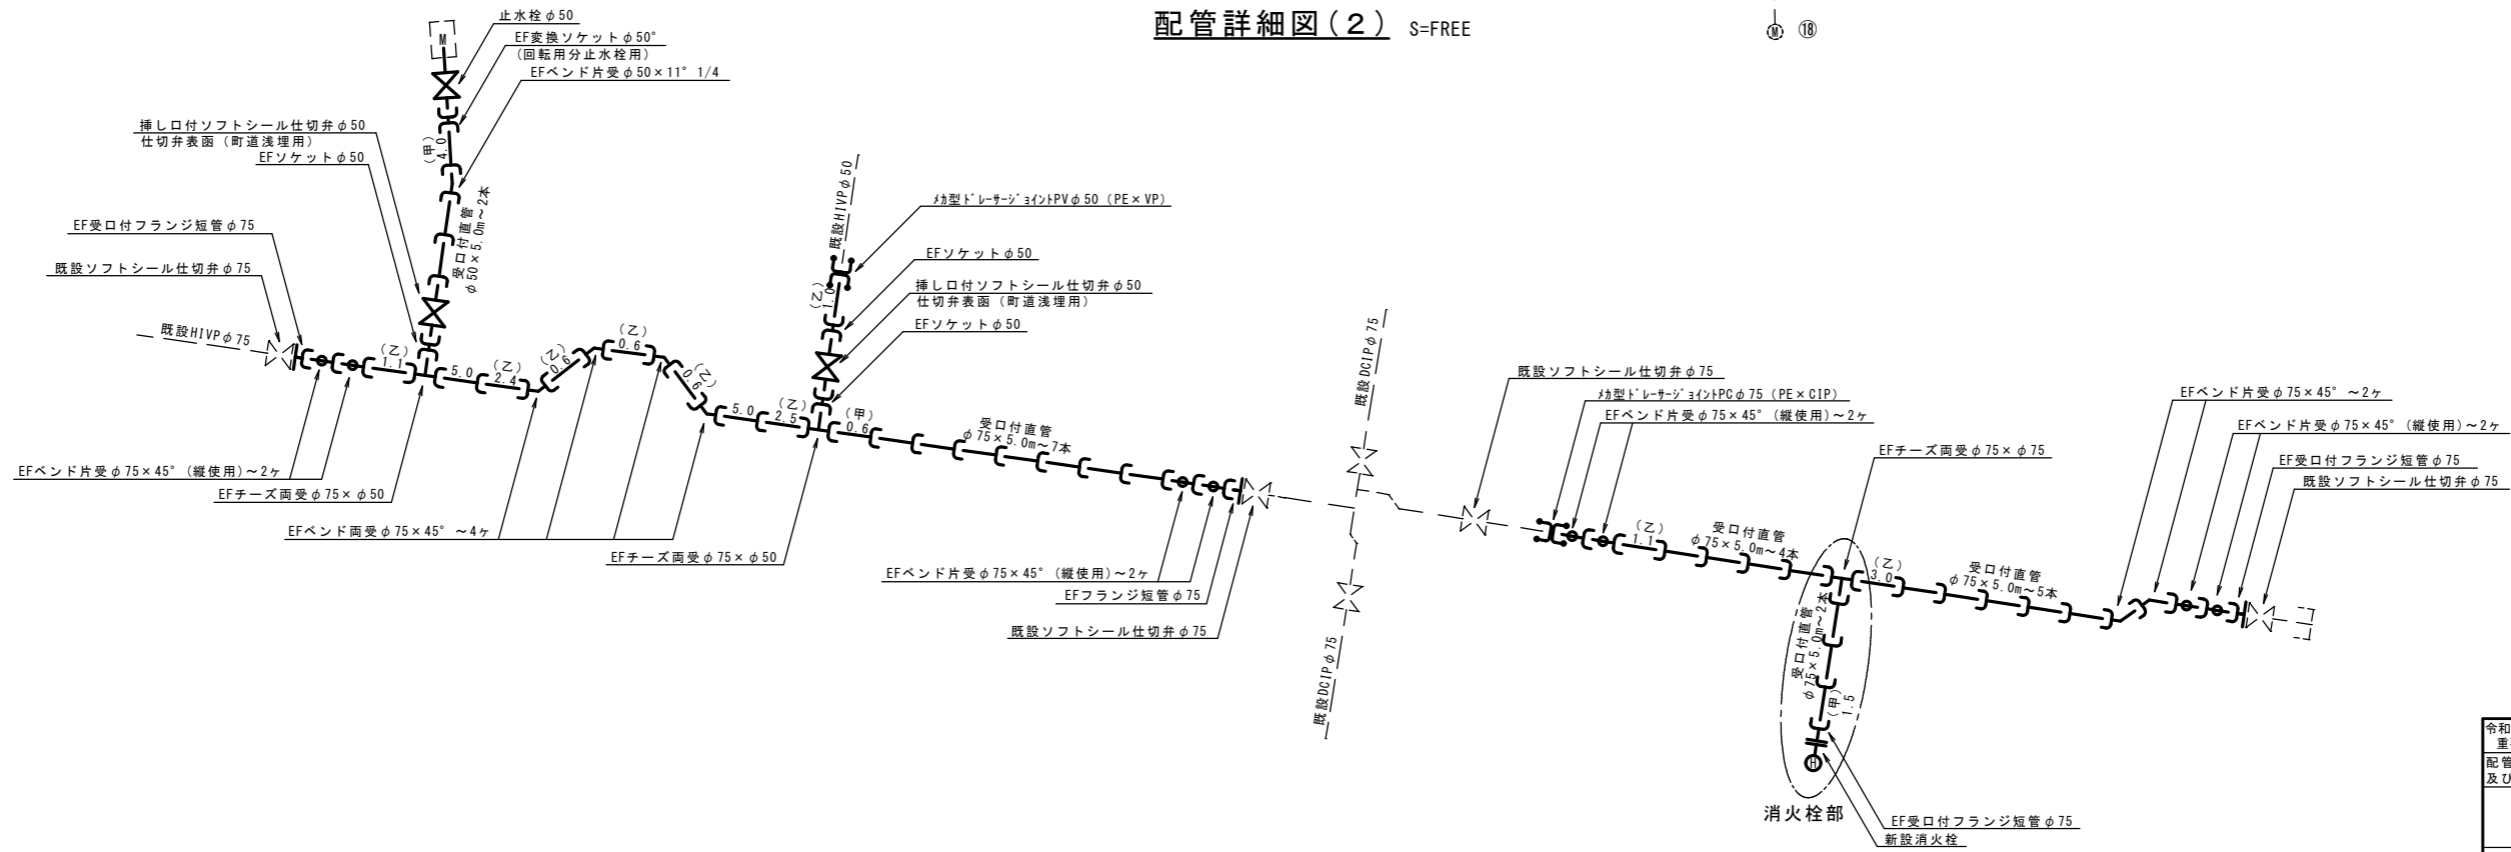 配管詳細図(2) S=FREE
M ⑱
止水栓φ50
M
EF変換ソケットφ50°
(回転用分止水栓用)
EFベンド片受φ50×11° 1/4
挿し口付ソフトシール仕切弁φ50
仕切弁表函(町道浅埋用)
EFソケットφ50
(甲)
4.0
受口付直管
φ50×5.0m~2本
EF受口付フランジ短管φ75
既設ソフトシール仕切弁φ75
既設HIVPφ75
(乙)
1.1
5.0
(乙)
2.4
(乙)
0.6
(乙)
0.6
(乙)
0.6
5.0
(乙)
2.5
(甲)
0.6
受口付直管
φ75×5.0m~7本
既設HIVPφ50
メカ型ドレーサージョイントPVφ50 (PE×VP)
EFソケットφ50
(乙)
1.0
挿し口付ソフトシール仕切弁φ50
仕切弁表函(町道浅埋用)
EFソケットφ50
EFベンド片受φ75×45°(縦使用)~2ヶ
EFチーズ両受φ75×φ50
EFベンド両受φ75×45°~4ヶ
EFチーズ両受φ75×φ50
EFベンド片受φ75×45°(縦使用)~2ヶ
EFフランジ短管φ75
既設ソフトシール仕切弁φ75
既設DCIPφ75
既設DCIPφ75
既設ソフトシール仕切弁φ75
メカ型ドレーサージョイントPCφ75 (PE×CIP)
EFベンド片受φ75×45°(縦使用)~2ヶ
(乙)
1.1
受口付直管
φ75×5.0m~4本
EFチーズ両受φ75×φ75
(乙)
3.0
受口付直管
φ75×5.0m~5本
EFベンド片受φ75×45°~2ヶ
EFベンド片受φ75×45°(縦使用)~2ヶ
EF受口付フランジ短管φ75
既設ソフトシール仕切弁φ75
受口付直管
φ75×5.0m~2本
(甲)
1.5
H
消火栓部
EF受口付フランジ短管φ75
新設消火栓
令和
重
配管
及び